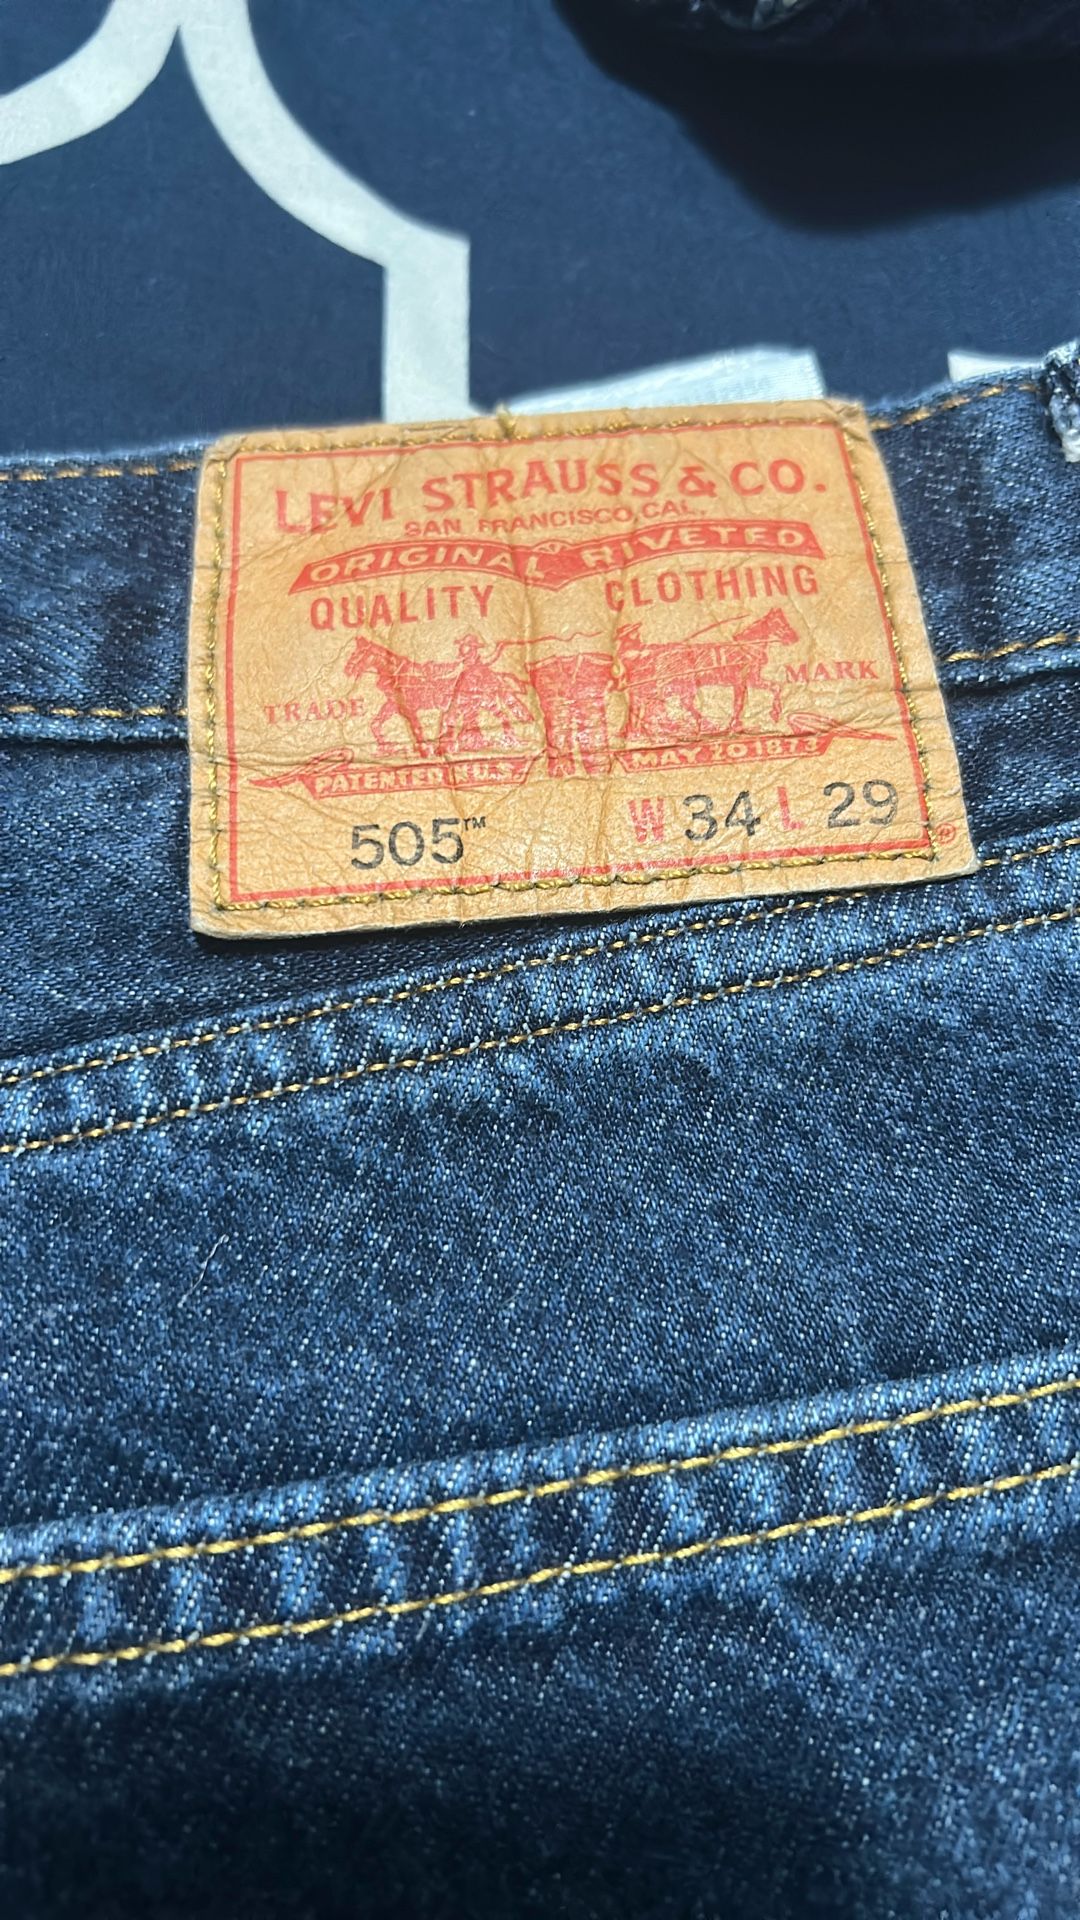 LEVI STRAUSS & CO.
SAN FRANCISCO, CAL.
ORIGINAL RIVETED
QUALITY CLOTHING
TRADE MARK
PATENTED IN U.S. MAY 20 1873
505™ W 34 L 29 ®